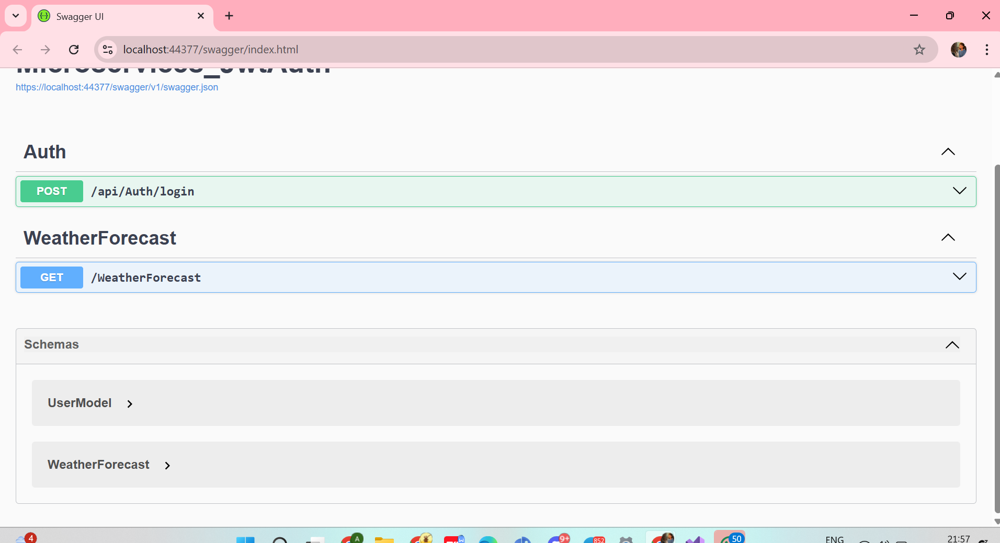 Swagger UI
localhost:44377/swagger/index.html
Microservices_JwtAuth
https://localhost:44377/swagger/v1/swagger.json
Auth
POST /api/Auth/login
WeatherForecast
GET /WeatherForecast
Schemas
UserModel
WeatherForecast
4
A
W
9+
852
50
ENG
21:57